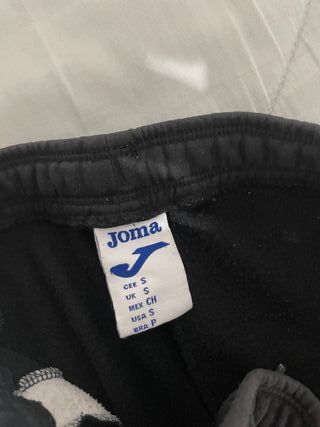 Joma
CEE S
UK S
MEX CH
USA S
BRA P